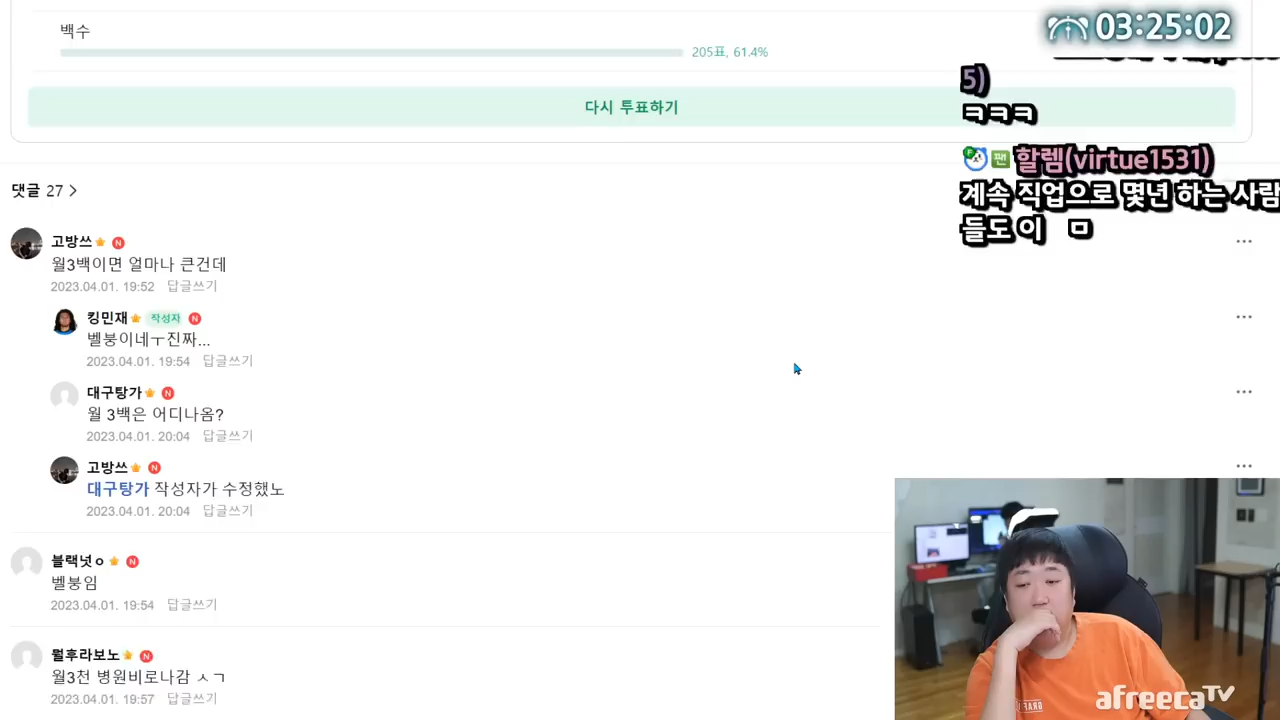 백수
205표, 61.4%
다시 투표하기
03:25:02
5)
ㅋㅋㅋ
F 팬 할렘(virtue1531)
계속 직업으로 몇년 하는 사람
들도 이 ㅁ
댓글 27 >
고방쓰 N
월3백이면 얼마나 큰건데
2023.04.01. 19:52 답글쓰기
킹민재 작성자 N
벨붕이네ㅜ진짜...
2023.04.01. 19:54 답글쓰기
대구탕가 N
월 3백은 어디나옴?
2023.04.01. 20:04 답글쓰기
고방쓰 N
대구탕가 작성자가 수정했노
2023.04.01. 20:04 답글쓰기
블랙넛ㅇ N
벨붕임
2023.04.01. 19:54 답글쓰기
뭘후라보노 N
월3천 병원비로나감 ㅅㄱ
2023.04.01. 19:57 답글쓰기
afreecaTV